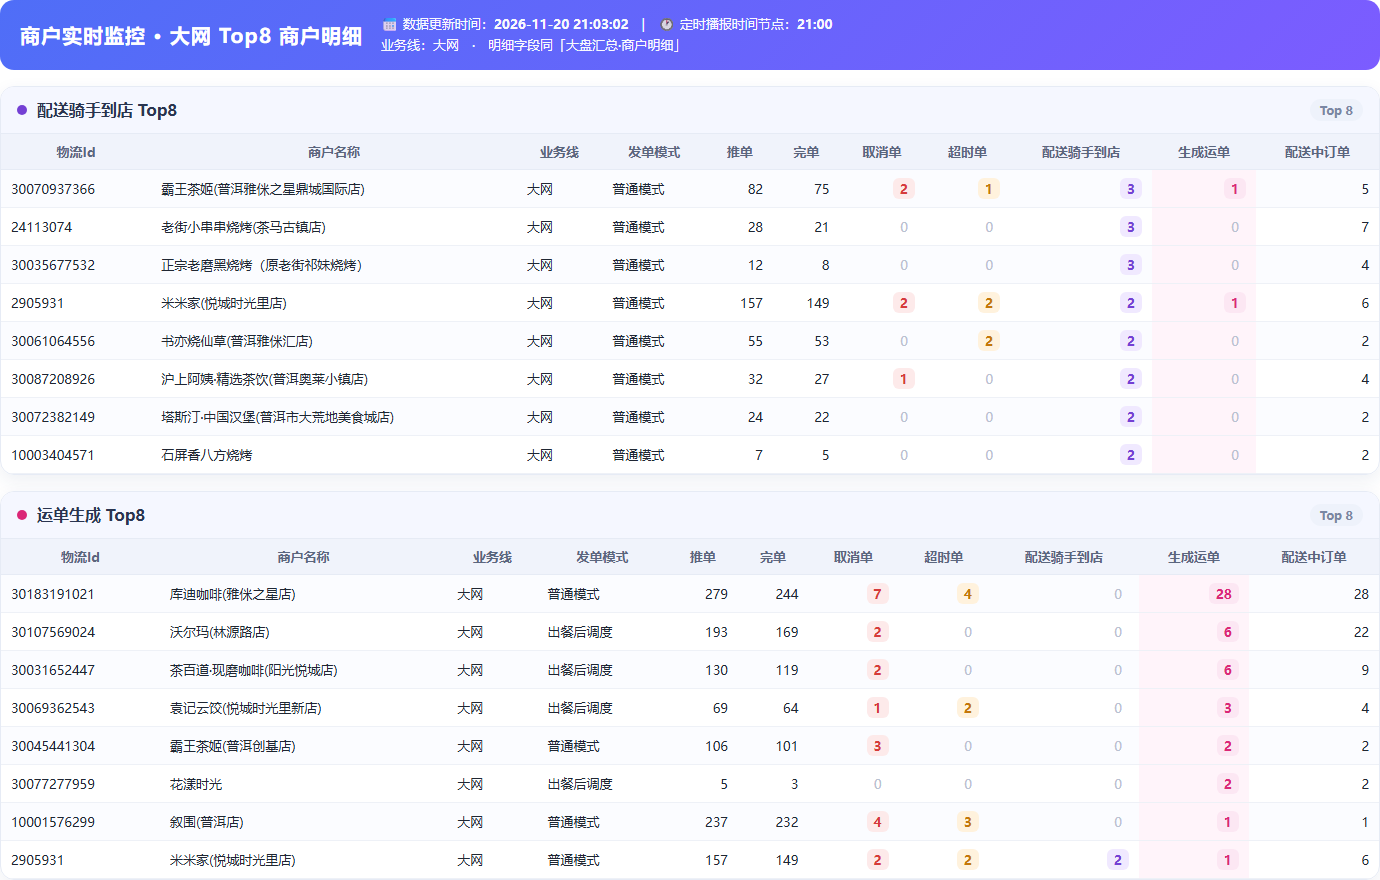 商户实时监控 • 大网 Top8 商户明细
数据更新时间：2026-11-20 21:03:02 | 定时播报时间节点：21:00
业务线：大网 · 明细字段同「大盘汇总·商户明细」
配送骑手到店 Top8 Top 8
物流Id 商户名称 业务线 发单模式 推单 完单 取消单 超时单 配送骑手到店 生成运单 配送中订单
30070937366 霸王茶姬(普洱雅侎之星鼎城国际店) 大网 普通模式 82 75 2 1 3 1 5
24113074 老街小串串烧烤(茶马古镇店) 大网 普通模式 28 21 0 0 3 0 7
30035677532 正宗老磨黑烧烤（原老街祁妹烧烤） 大网 普通模式 12 8 0 0 3 0 4
2905931 米米家(悦城时光里店) 大网 普通模式 157 149 2 2 2 1 6
30061064556 书亦烧仙草(普洱雅侎汇店) 大网 普通模式 55 53 0 2 2 0 2
30087208926 沪上阿姨·精选茶饮(普洱奥莱小镇店) 大网 普通模式 32 27 1 0 2 0 4
30072382149 塔斯汀·中国汉堡(普洱市大荒地美食城店) 大网 普通模式 24 22 0 0 2 0 2
10003404571 石屏香八方烧烤 大网 普通模式 7 5 0 0 2 0 2
运单生成 Top8 Top 8
物流Id 商户名称 业务线 发单模式 推单 完单 取消单 超时单 配送骑手到店 生成运单 配送中订单
30183191021 库迪咖啡(雅侎之星店) 大网 普通模式 279 244 7 4 0 28 28
30107569024 沃尔玛(林源路店) 大网 出餐后调度 193 169 2 0 0 6 22
30031652447 茶百道·现磨咖啡(阳光悦城店) 大网 出餐后调度 130 119 2 0 0 6 9
30069362543 袁记云饺(悦城时光里新店) 大网 出餐后调度 69 64 1 2 0 3 4
30045441304 霸王茶姬(普洱创基店) 大网 普通模式 106 101 3 0 0 2 2
30077277959 花漾时光 大网 出餐后调度 5 3 0 0 0 2 2
10001576299 叙围(普洱店) 大网 普通模式 237 232 4 3 0 1 1
2905931 米米家(悦城时光里店) 大网 普通模式 157 149 2 2 2 1 6